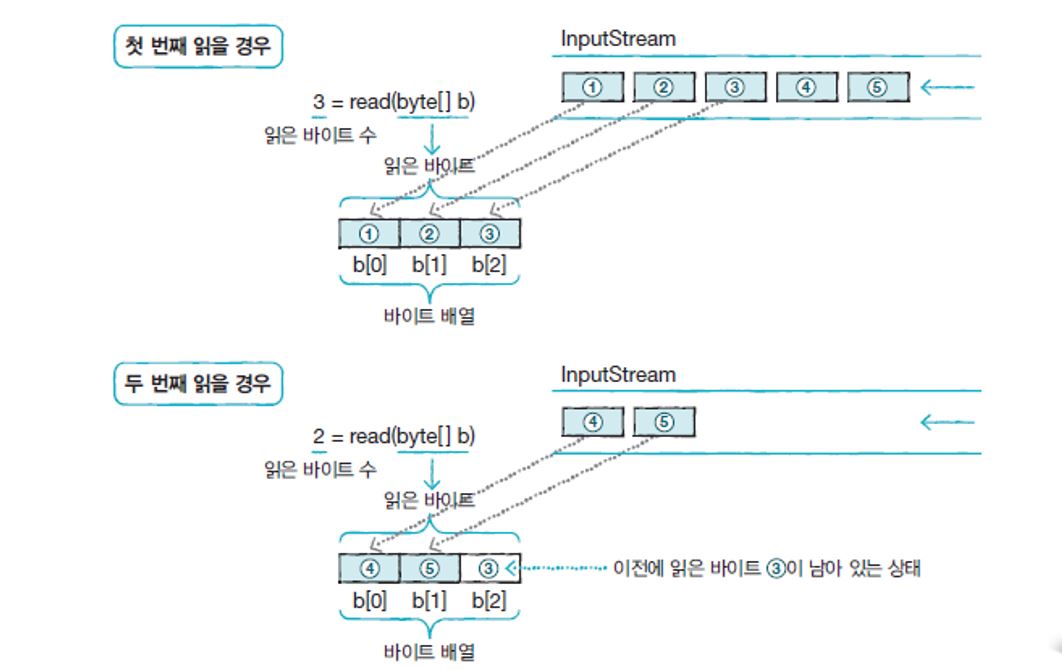 첫 번째 읽을 경우
InputStream
① ② ③ ④ ⑤
3 = read(byte[] b)
읽은 바이트 수
읽은 바이트
① ② ③
b[0] b[1] b[2]
바이트 배열
두 번째 읽을 경우
InputStream
④ ⑤
2 = read(byte[] b)
읽은 바이트 수
읽은 바이트
④ ⑤ ③ 이전에 읽은 바이트 ③이 남아 있는 상태
b[0] b[1] b[2]
바이트 배열